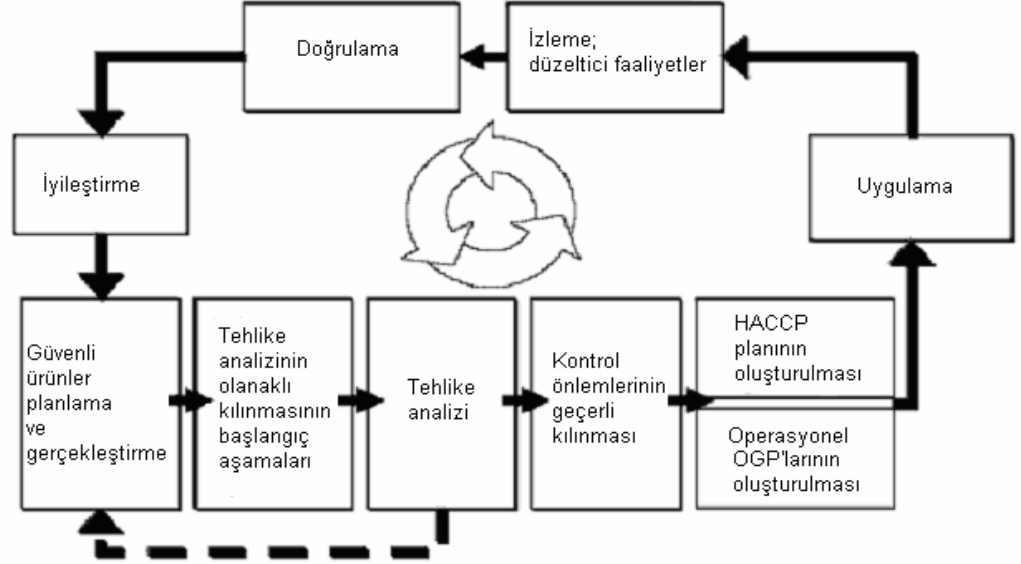 Doğrulama
İzleme;
düzeltici faaliyetler
İyileştirme
Uygulama
Güvenli
ürünler
planlama
ve
gerçekleştirme
Tehlike
analizinin
olanaklı
kılınmasının
başlangıç
aşamaları
Tehlike
analizi
Kontrol
önlemlerinin
geçerli
kılınması
HACCP
planının
oluşturulması
Operasyonel
OGP'larının
oluşturulması